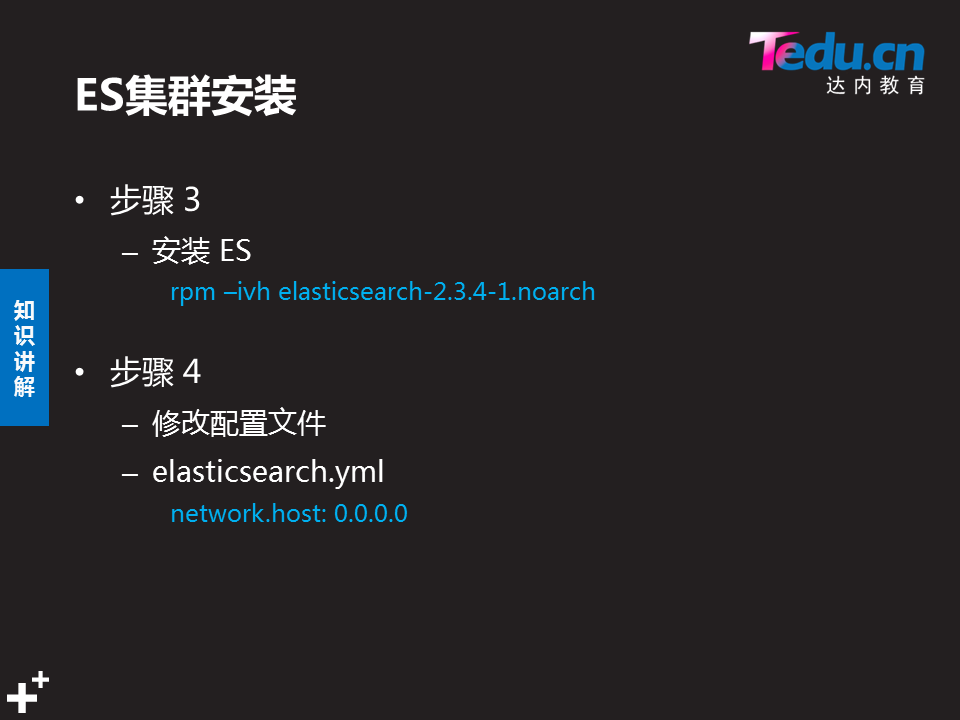 Tedu.cn
达内教育
ES集群安装
• 步骤 3
– 安装 ES
rpm –ivh elasticsearch-2.3.4-1.noarch
知识讲解
• 步骤 4
– 修改配置文件
– elasticsearch.yml
network.host: 0.0.0.0